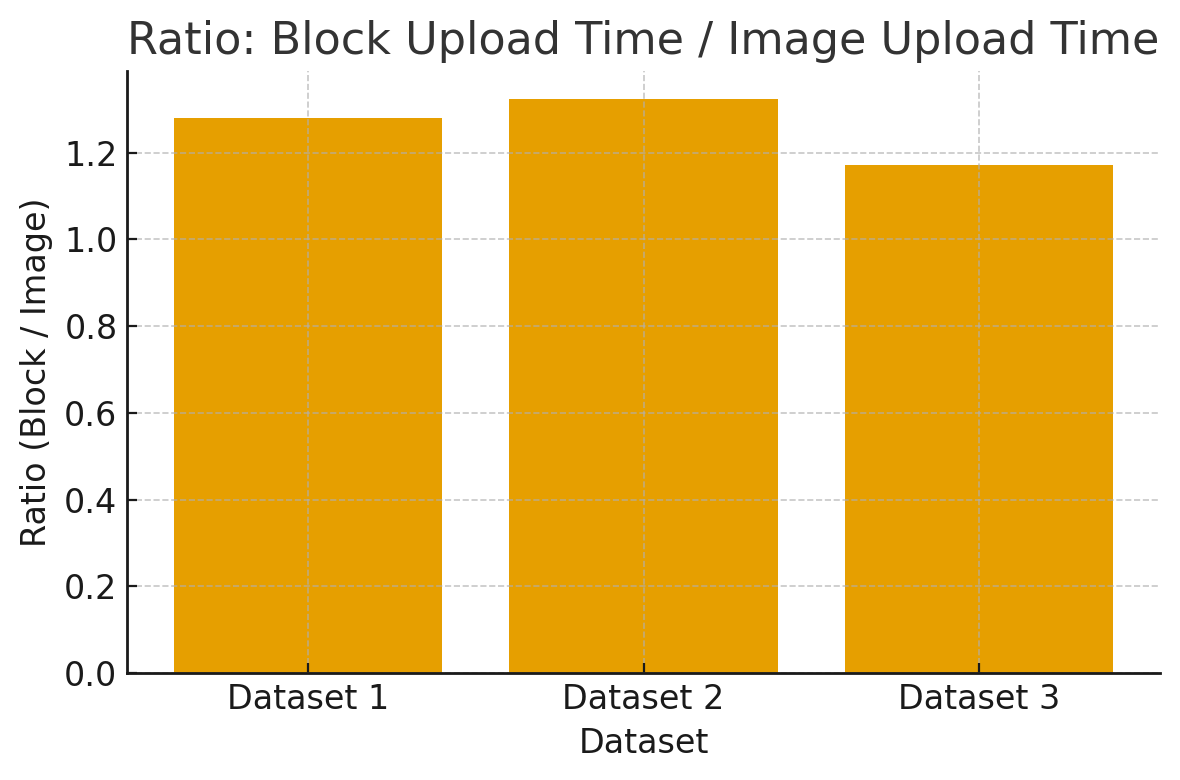 Ratio: Block Upload Time / Image Upload Time
Ratio (Block / Image)
1.2
1.0
0.8
0.6
0.4
0.2
0.0
Dataset 1
Dataset 2
Dataset 3
Dataset